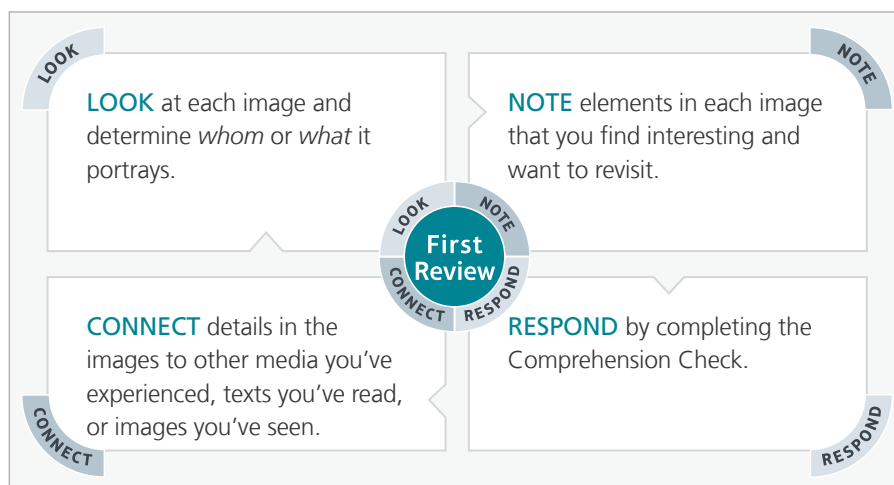 LOOK
LOOK at each image and
determine whom or what it
portrays.
NOTE
NOTE elements in each image
that you find interesting and
want to revisit.
LOOK
NOTE
First
Review
CONNECT
RESPOND
CONNECT
CONNECT details in the
images to other media you’ve
experienced, texts you’ve read,
or images you’ve seen.
RESPOND by completing the
Comprehension Check.
RESPOND